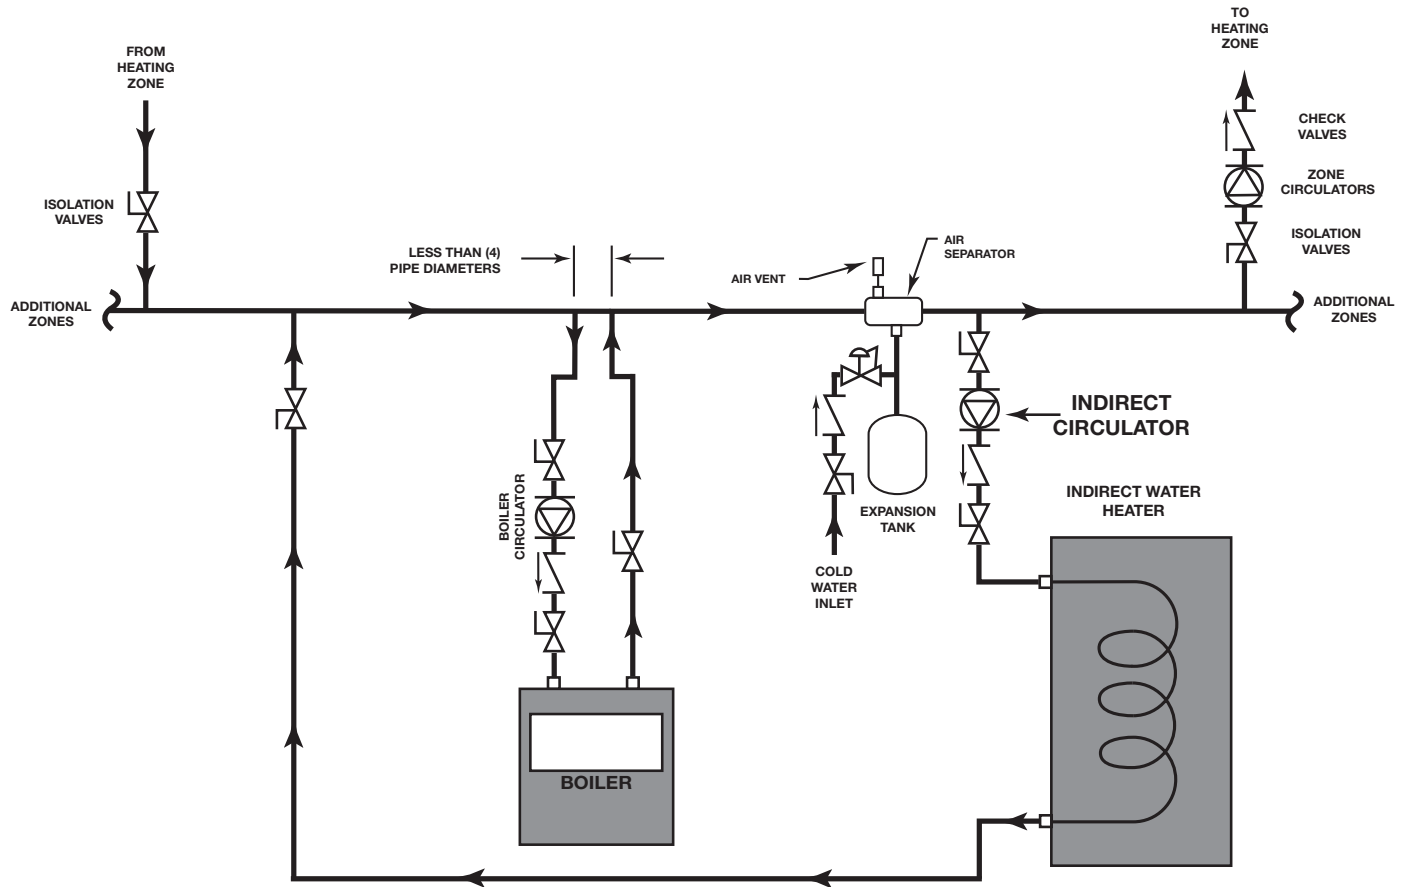 TO
HEATING
ZONE
FROM
HEATING
ZONE
CHECK
VALVES
ZONE
CIRCULATORS
ISOLATION
VALVES
ISOLATION
VALVES
LESS THAN (4)
PIPE DIAMETERS
AIR
SEPARATOR
AIR VENT
ADDITIONAL
ZONES
ADDITIONAL
ZONES
INDIRECT
CIRCULATOR
BOILER
CIRCULATOR
INDIRECT WATER
HEATER
EXPANSION
TANK
COLD
WATER
INLET
BOILER